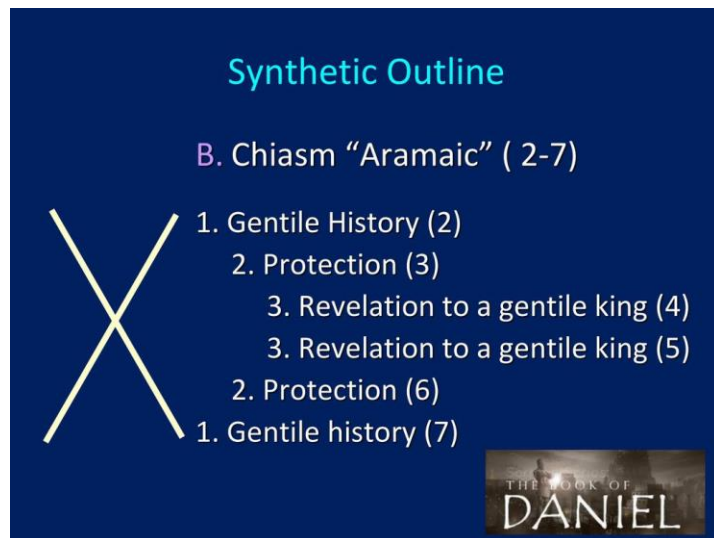 Synthetic Outline
B. Chiasm “Aramaic” ( 2-7)
1. Gentile History (2)
2. Protection (3)
3. Revelation to a gentile king (4)
3. Revelation to a gentile king (5)
2. Protection (6)
1. Gentile history (7)
THE BOOK OF
DANIEL